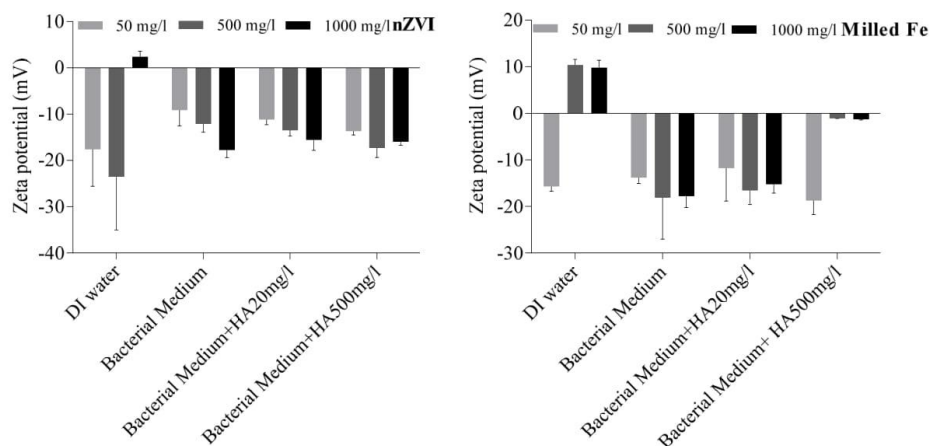 50 mg/l 500 mg/l 1000 mg/l nZVI
Zeta potential (mV)
10
0
-10
-20
-30
-40
DI water
Bacterial Medium
Bacterial Medium+HA20mg/l
Bacterial Medium+HA500mg/l
50 mg/l 500 mg/l 1000 mg/l Milled Fe
Zeta potential (mV)
20
10
0
-10
-20
-30
DI water
Bacterial Medium
Bacterial Medium+HA20mg/l
Bacterial Medium+ HA500mg/l